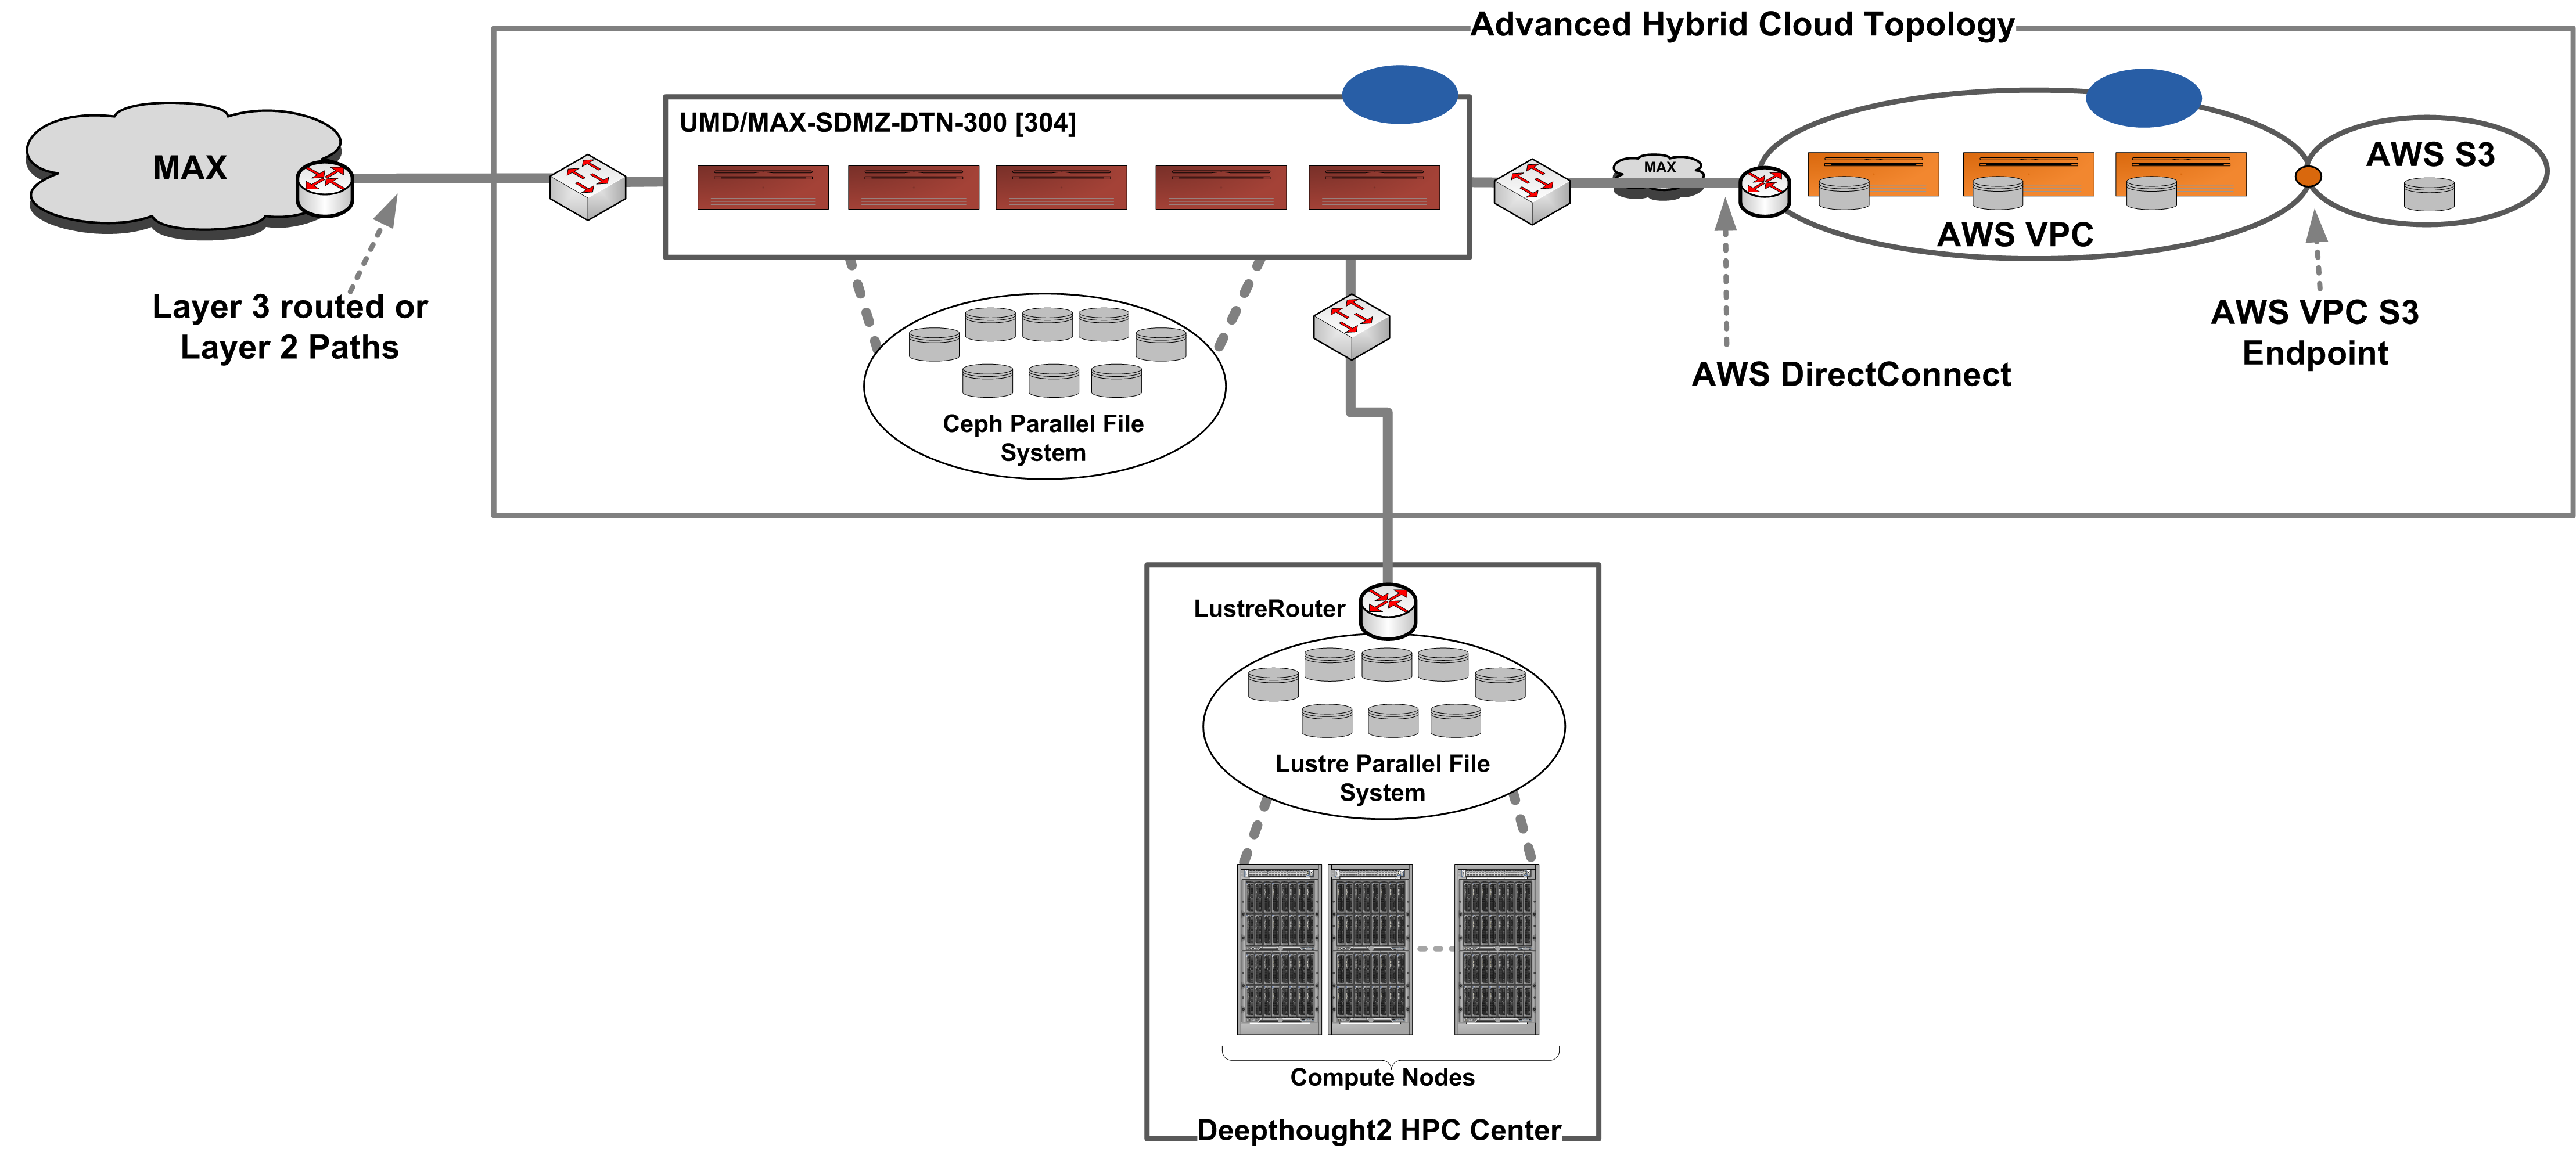 Advanced Hybrid Cloud Topology
MAX
UMD/MAX-SDMZ-DTN-300 [304]
MAX
AWS VPC
AWS S3
Layer 3 routed or
Layer 2 Paths
Ceph Parallel File
System
AWS DirectConnect
AWS VPC S3
Endpoint
LustreRouter
Lustre Parallel File
System
Compute Nodes
Deepthought2 HPC Center